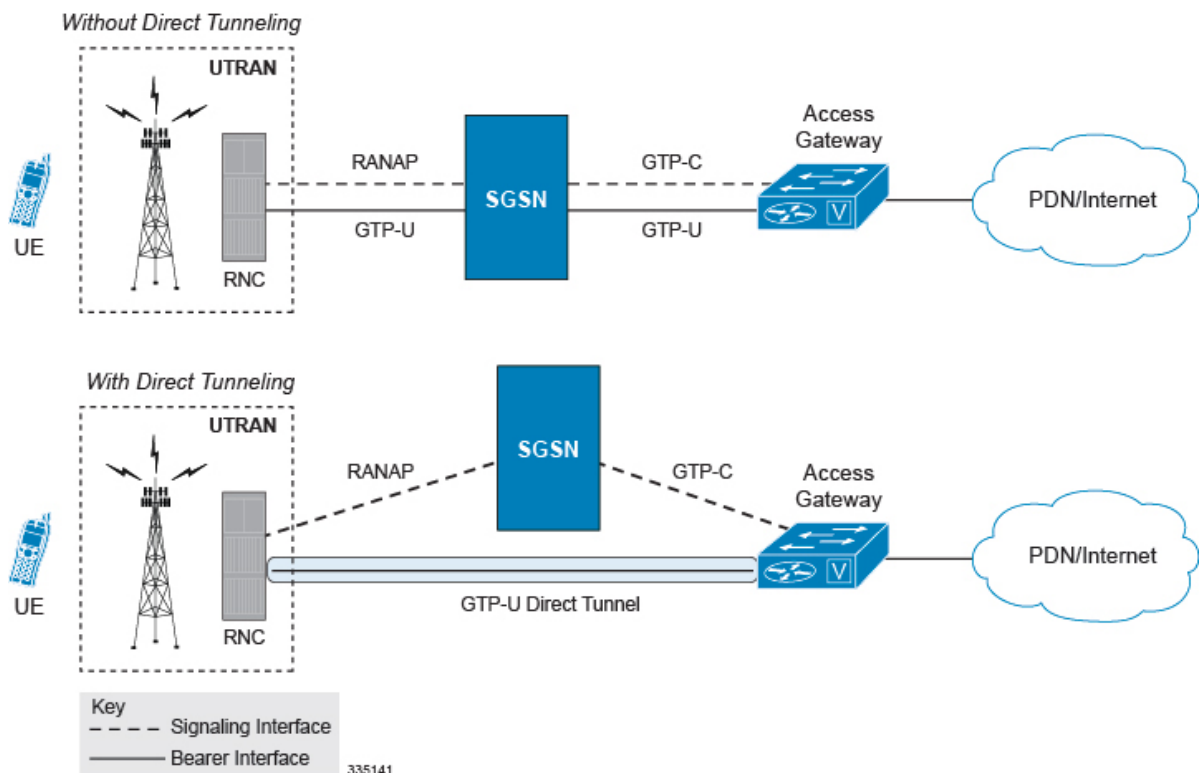 Without Direct Tunneling
UTRAN
UE
RNC
RANAP
GTP-U
SGSN
GTP-C
GTP-U
Access
Gateway
V
PDN/Internet
With Direct Tunneling
UTRAN
UE
RNC
RANAP
SGSN
GTP-C
GTP-U Direct Tunnel
Access
Gateway
V
PDN/Internet
Key
Signaling Interface
Bearer Interface
335141